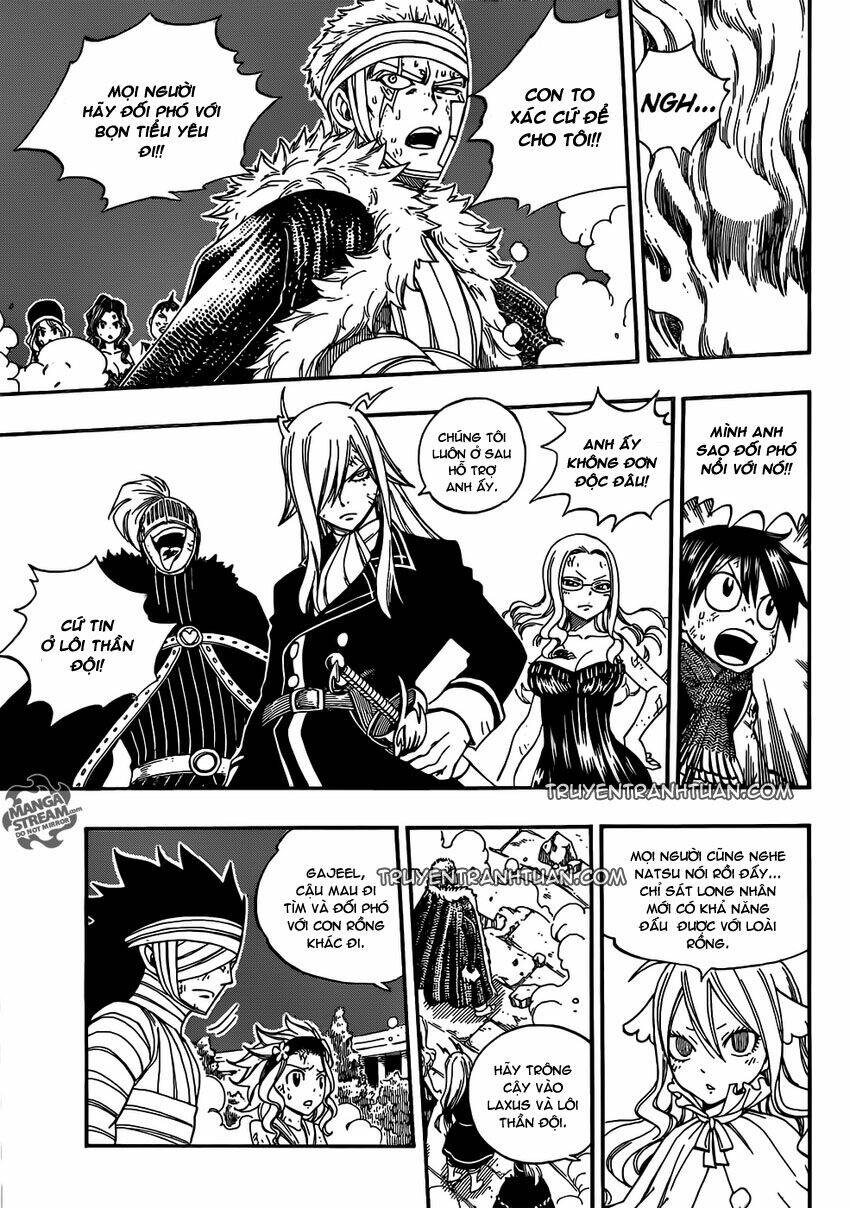 NGH...
CON TO
XÁC CỨ ĐỂ
CHO TÔI!!
MỌI NGƯỜI
HÃY ĐỐI PHÓ VỚI
BỌN TIỂU YÊU
ĐI!!
MÌNH ANH
SAO ĐỐI PHÓ
NỔI VỚI NÓ!!
ANH ẤY
KHÔNG ĐƠN
ĐỘC ĐÂU!
CHÚNG TÔI
LUÔN Ở SAU
HỖ TRỢ
ANH ẤY.
CỨ TIN
Ở LÔI THẦN
ĐỘI!
TRUYENTRANHTUAN.COM
MANGA
STREAM.com
DO NOT MIRROR
MỌI NGƯỜI CŨNG NGHE
NATSU NÓI RỒI ĐẤY...
CHỈ SÁT LONG NHÂN
MỚI CÓ KHẢ NĂNG
ĐẤU ĐƯỢC VỚI LOÀI
RỒNG.
HÃY TRÔNG
CẬY VÀO
LAXUS VÀ LÔI
THẦN ĐỘI.
TRUYENTRANHTUAN.COM
GAJEEL,
CẬU MAU ĐI
TÌM VÀ ĐỐI PHÓ
VỚI CON RỒNG
KHÁC ĐI.